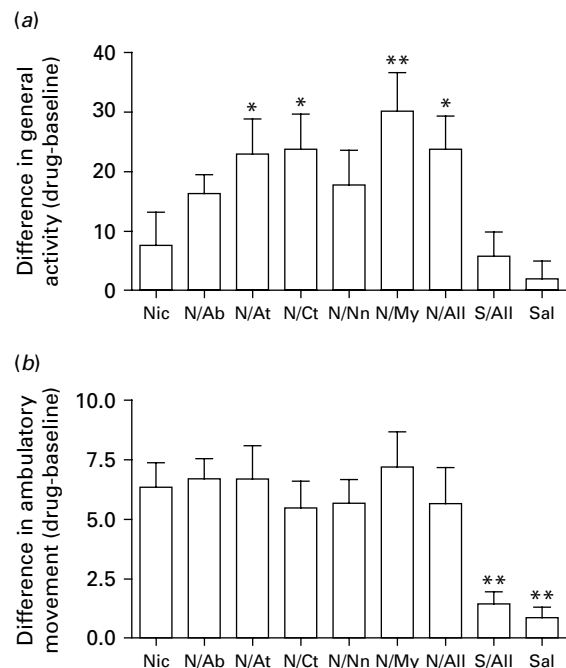 (a)
Difference in general
activity (drug-baseline)
40
30
20
10
0
* * ** *
Nic N/Ab N/At N/Ct N/Nn N/My N/All S/All Sal
(b)
Difference in ambulatory
movement (drug-baseline)
10.0
7.5
5.0
2.5
0.0
** **
Nic N/Ab N/At N/Ct N/Nn N/My N/All S/All Sal